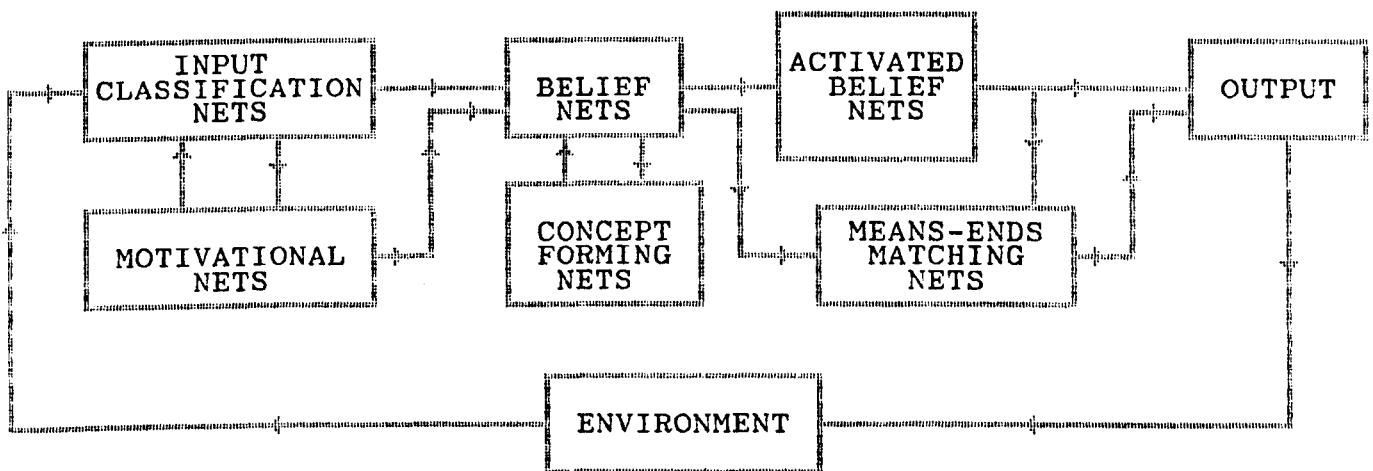 INPUT
CLASSIFICATION
NETS
BELIEF
NETS
ACTIVATED
BELIEF
NETS
OUTPUT
MOTIVATIONAL
NETS
CONCEPT
FORMING
NETS
MEANS-ENDS
MATCHING
NETS
ENVIRONMENT